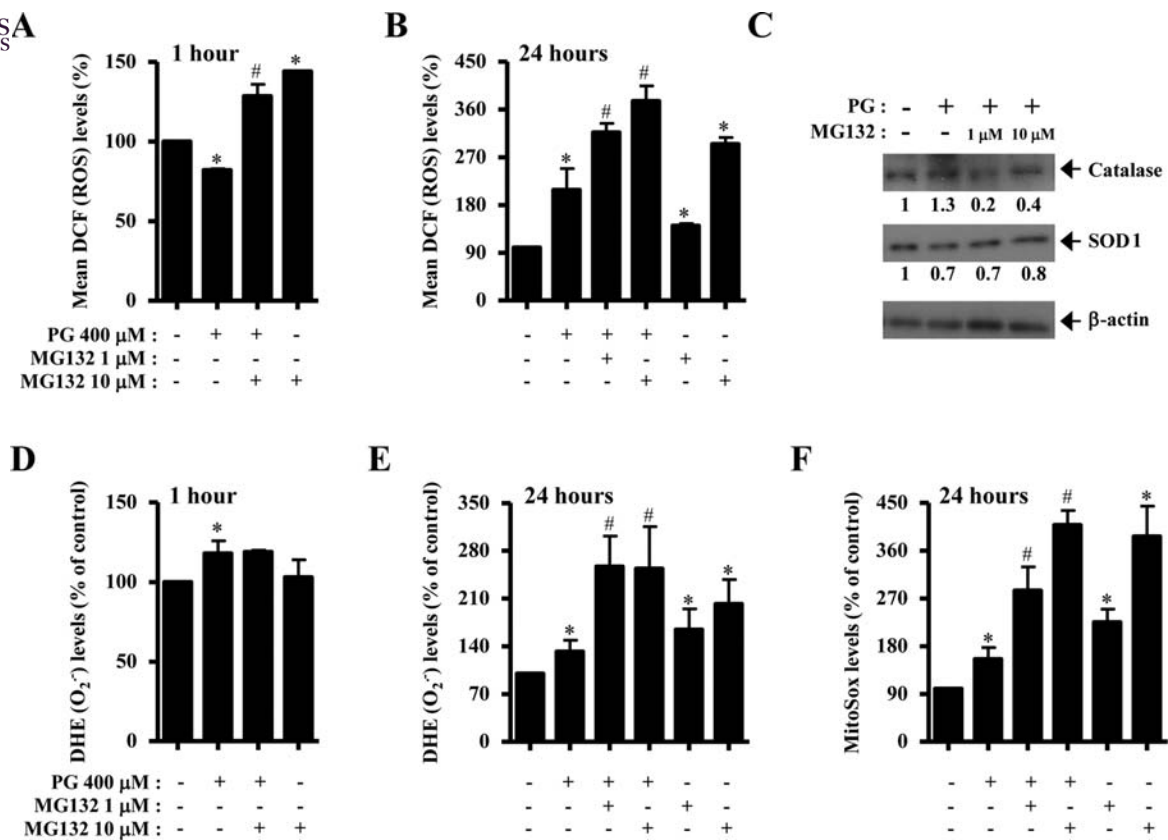 S
S
A
1 hour
Mean DCF (ROS) levels (%)
150
100
50
0
*
#
*
PG 400 μM : - + + -
MG132 1 μM : - - - -
MG132 10 μM : - - + +
B
24 hours
Mean DCF (ROS) levels (%)
450
360
270
180
90
0
*
#
#
*
*
- + + + - -
- - + - + -
- - - + - +
C
PG : - + + +
MG132 : - - 1 μM 10 μM
Catalase
1 1.3 0.2 0.4
SOD1
1 0.7 0.7 0.8
β-actin
D
1 hour
DHE (O₂·⁻) levels (% of control)
150
100
50
0
*
PG 400 μM : - + + -
MG132 1 μM : - - - -
MG132 10 μM : - - + +
E
24 hours
DHE (O₂·⁻) levels (% of control)
350
280
210
140
70
0
*
#
#
*
*
- + + + - -
- - + - + -
- - - + - +
F
24 hours
MitoSox levels (% of control)
450
360
270
180
90
0
*
#
#
*
*
- + + + - -
- - + - + -
- - - + - +